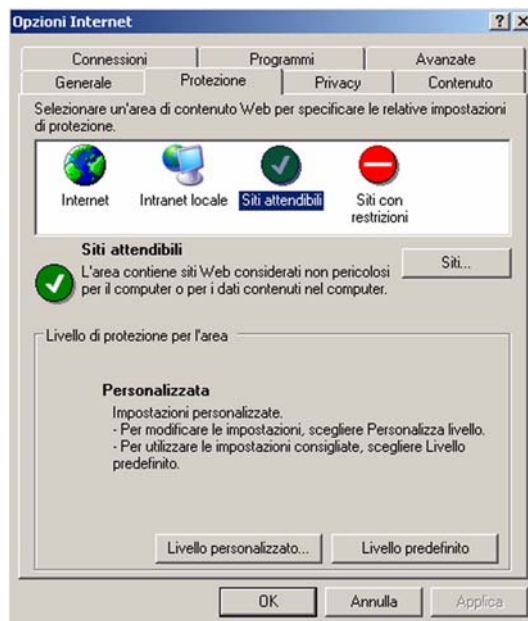 Opzioni Internet
Connessioni Programmi Avanzate
Generale Protezione Privacy Contenuto
Selezionare un'area di contenuto Web per specificare le relative impostazioni
di protezione.
Internet Intranet locale Siti attendibili Siti con
restrizioni
Siti attendibili
Siti...
L'area contiene siti Web considerati non pericolosi
per il computer o per i dati contenuti nel computer.
Livello di protezione per l'area
Personalizzata
Impostazioni personalizzate.
- Per modificare le impostazioni, scegliere Personalizza livello.
- Per utilizzare le impostazioni consigliate, scegliere Livello
predefinito.
Livello personalizzato... Livello predefinito
OK Annulla Applica